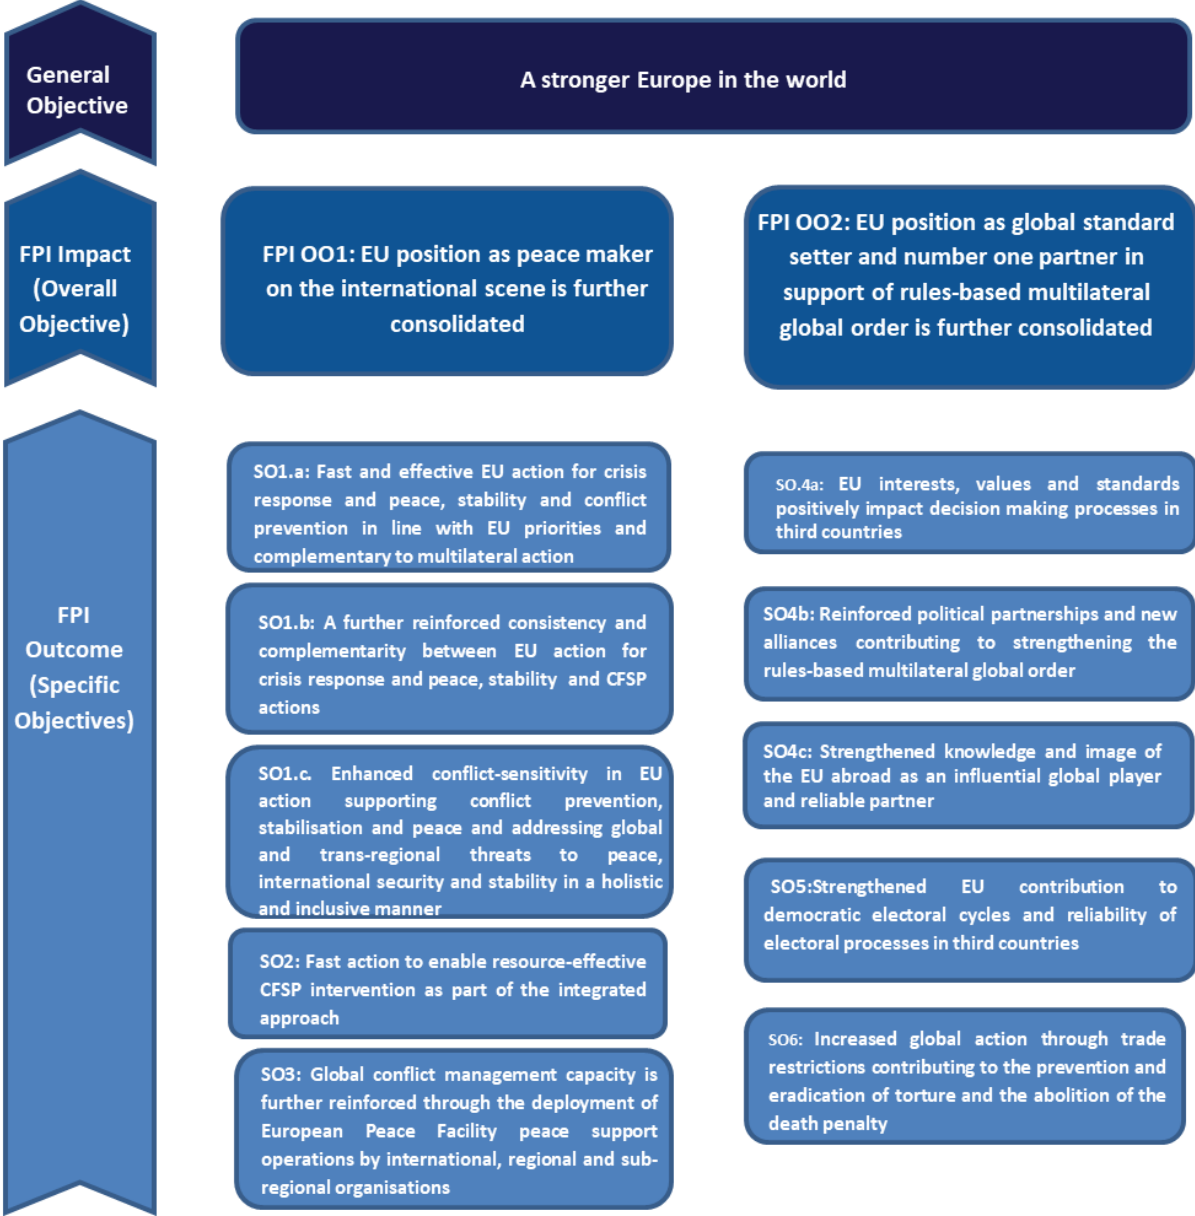 General
Objective
A stronger Europe in the world
FPI Impact
(Overall
Objective)
FPI OO1: EU position as peace maker
on the international scene is further
consolidated
FPI OO2: EU position as global standard
setter and number one partner in
support of rules-based multilateral
global order is further consolidated
FPI
Outcome
(Specific
Objectives)
SO1.a: Fast and effective EU action for crisis
response and peace, stability and conflict
prevention in line with EU priorities and
complementary to multilateral action
SO1.b: A further reinforced consistency and
complementarity between EU action for
crisis response and peace, stability and CFSP
actions
SO1.c. Enhanced conflict-sensitivity in EU
action supporting conflict prevention,
stabilisation and peace and addressing global
and trans-regional threats to peace,
international security and stability in a holistic
and inclusive manner
SO2: Fast action to enable resource-effective
CFSP intervention as part of the integrated
approach
SO3: Global conflict management capacity is
further reinforced through the deployment of
European Peace Facility peace support
operations by international, regional and sub-
regional organisations
SO.4a: EU interests, values and standards
positively impact decision making processes in
third countries
SO4b: Reinforced political partnerships and new
alliances contributing to strengthening the
rules-based multilateral global order
SO4c: Strengthened knowledge and image of
the EU abroad as an influential global player
and reliable partner
SO5:Strengthened EU contribution to
democratic electoral cycles and reliability of
electoral processes in third countries
SO6: Increased global action through trade
restrictions contributing to the prevention and
eradication of torture and the abolition of the
death penalty